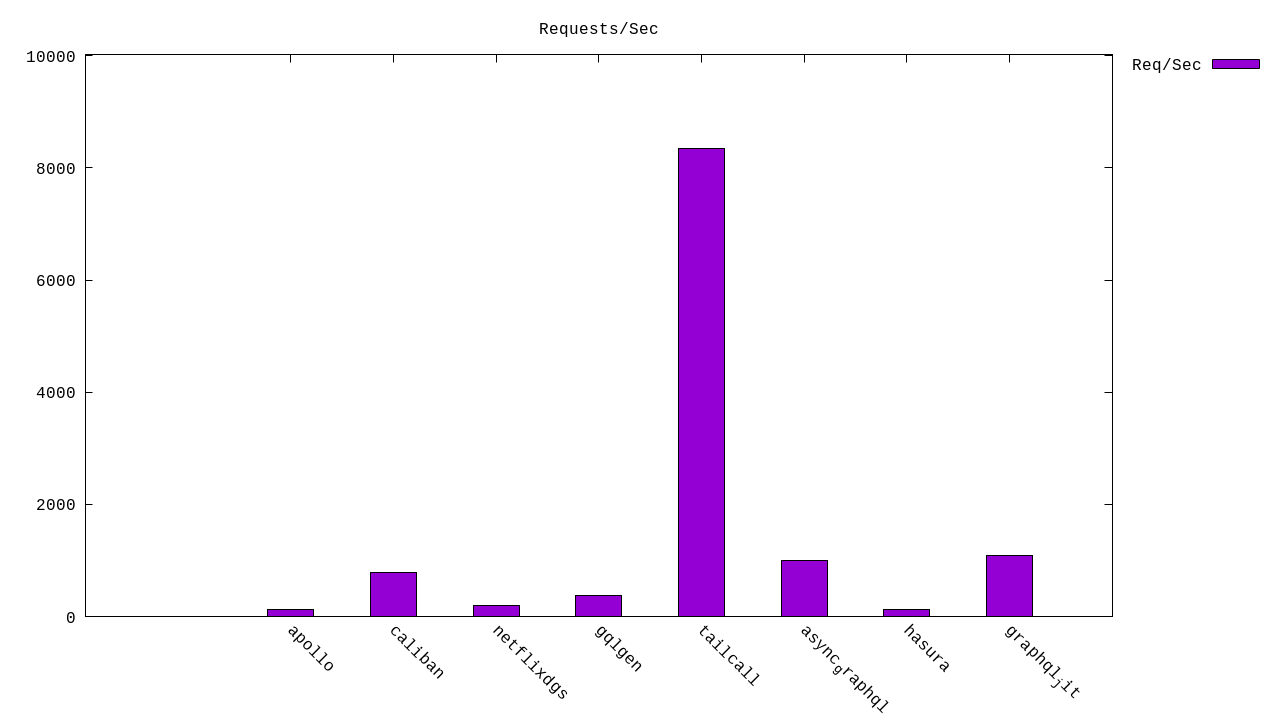 Requests/Sec
Req/Sec
10000
8000
6000
4000
2000
0
apollo
caliban
netflixdgs
gqlgen
tailcall
async_graphql
hasura
graphql_jit